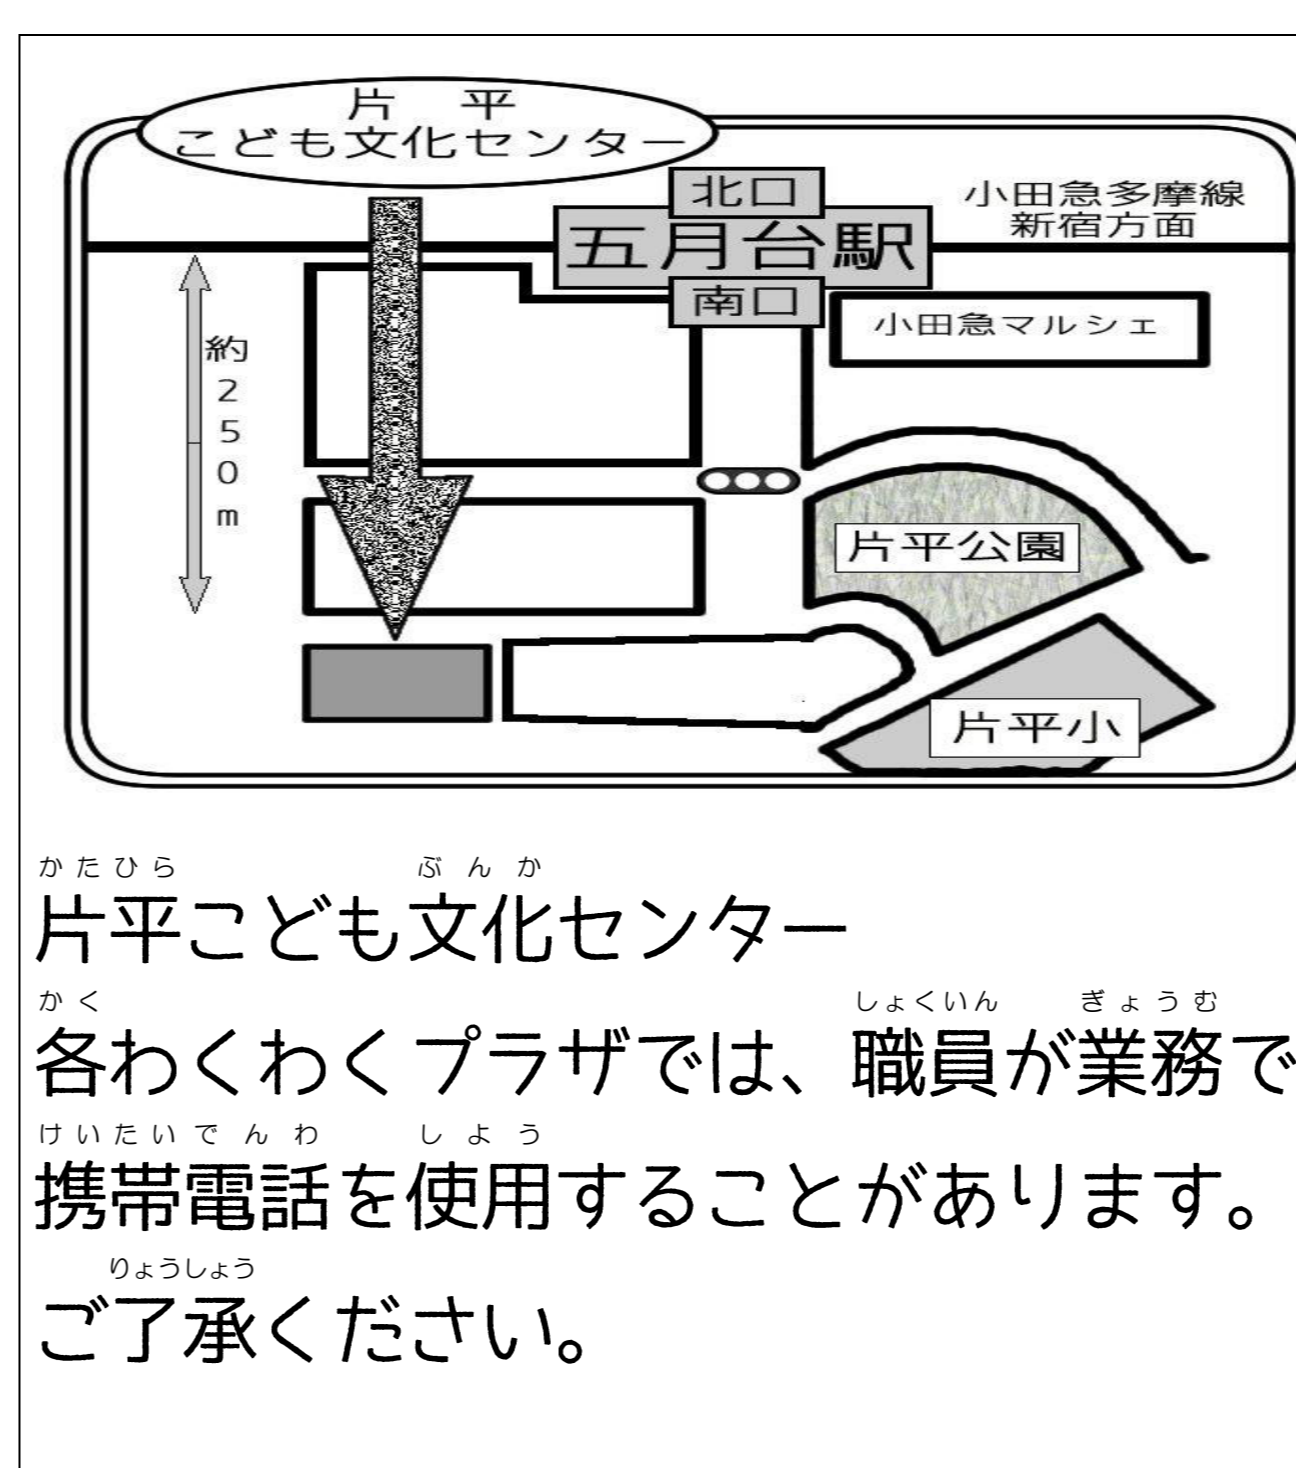 片　平
こども文化センター
北口
五月台駅
南口
小田急多摩線
新宿方面
小田急マルシェ
約250m
片平公園
片平小
かたひら ぶんか
片平こども文化センター
かく しょくいん ぎょうむ
各わくわくプラザでは、職員が業務で
けいたいでんわ しよう
携帯電話を使用することがあります。
りょうしょう
ご了承ください。